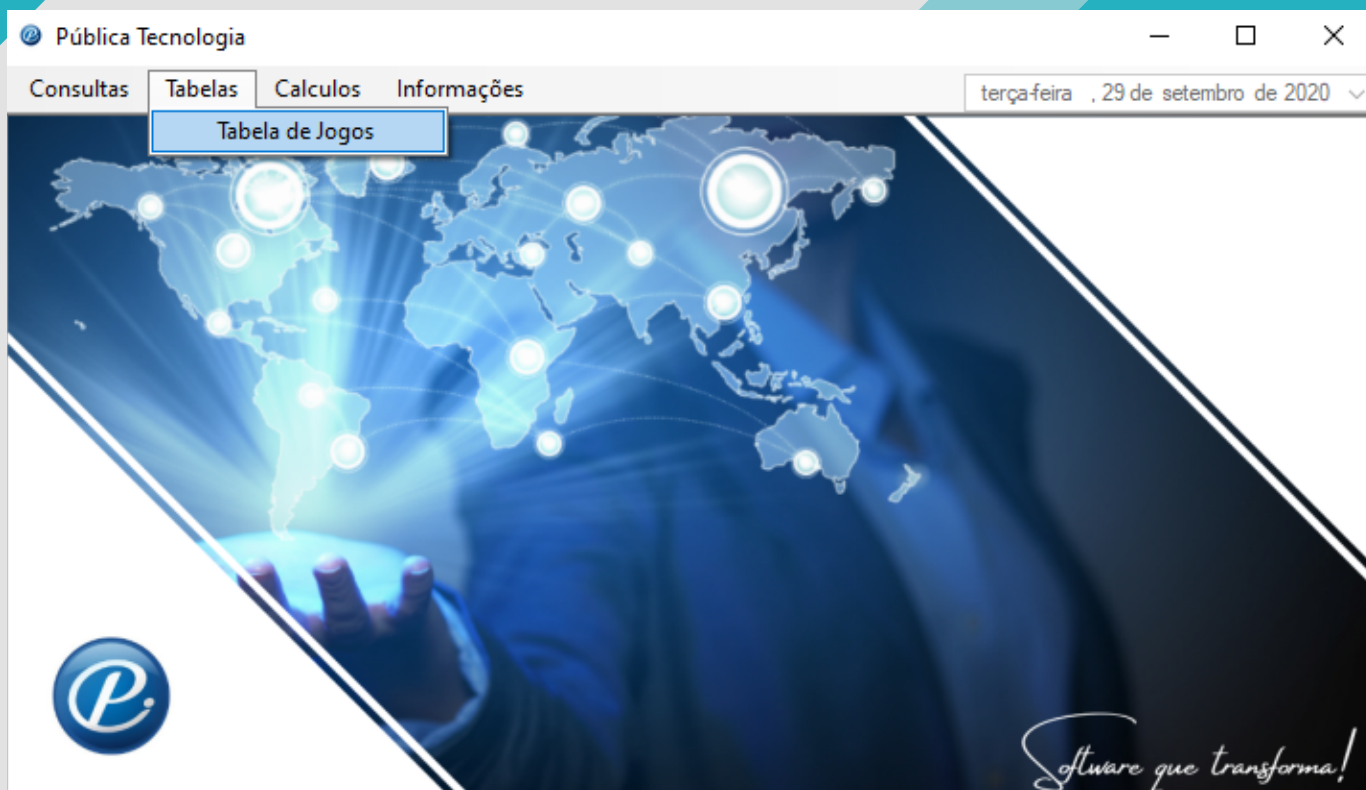 Pública Tecnologia
Consultas Tabelas Calculos Informações terça-feira , 29 de setembro de 2020
Tabela de Jogos
P.
Software que transforma!